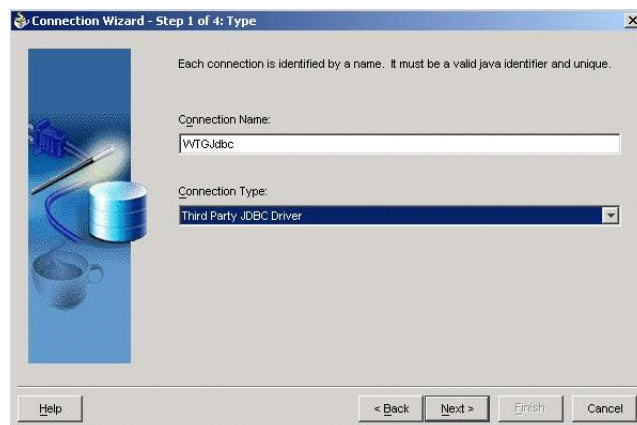 Connection Wizard - Step 1 of 4: Type
Each connection is identified by a name. It must be a valid java identifier and unique.
Connection Name:
WTGJdbc
Connection Type:
Third Party JDBC Driver
Help
< Back
Next >
Finish
Cancel